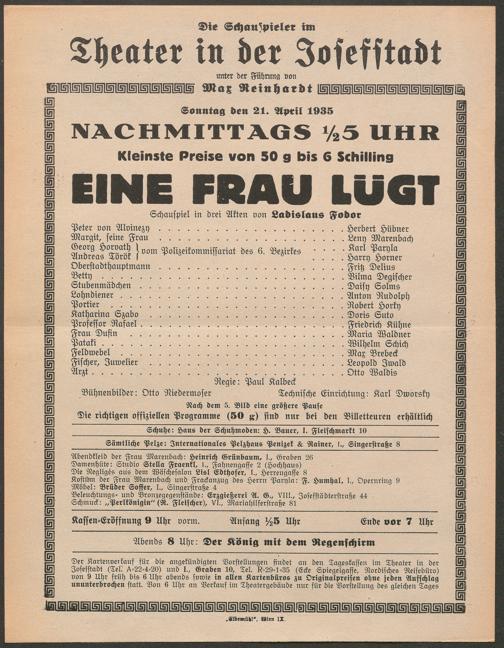 Die Schauspieler im
Theater in der Josefstadt
unter der Führung von
Max Reinhardt
Sonntag den 21. April 1935
NACHMITTAGS ½5 UHR
Kleinste Preise von 50 g bis 6 Schilling
EINE FRAU LÜGT
Schauspiel in drei Akten von Ladislaus Fodor
Peter von Alvinczy . . . Herbert Hübner
Margit, seine Frau . . . Leny Marenbach
Georg Horvath } vom Polizeikommissariat des 6. Bezirkes . . . Karl Paryla
Andreas Török } . . . Harry Horner
Oberstadthauptmann . . . Fritz Delius
Betty . . . Vilma Degischer
Stubenmädchen . . . Daisy Solms
Lohndiener . . . Anton Rudolph
Portier . . . Robert Horky
Katharina Szabo . . . Doris Suto
Professor Rafael . . . Friedrich Kühne
Frau Dusin . . . Maria Waldner
Pataki . . . Wilhelm Schich
Feldwebel . . . Max Brebeck
Fischer, Juwelier . . . Leopold Jwald
Arzt . . . Otto Waldis
Regie: Paul Kalbeck
Bühnenbilder: Otto Niedermoser Technische Einrichtung: Karl Dworsky
Nach dem 5. Bild eine größere Pause
Die richtigen offiziellen Programme (50 g) sind nur bei den Billetteuren erhältlich
Schuhe: Haus der Schuhmoden: H. Bauer, I. Fleischmarkt 10
Sämtliche Pelze: Internationales Pelzhaus Penizek & Rainer, I., Singerstraße 8
Abendkleid der Frau Marenbach: Heinrich Grünbaum, I., Graben 26
Damenhüte: Studio Stella Fraenkl, I., Fahnengasse 2 (Hochhaus)
Die Negligés aus dem Wäschesalon Lisl Edthofer, I., Herrengasse 8
Kostüm der Frau Marenbach und Frackanzug des Herrn Paryla: F. Humhal, I., Opernring 9
Möbel: Brüder Soffer, I., Singerstraße 4
Beleuchtungs- und Bronzegegenstände: Erzgießerei A. G., VIII., Josefstädterstraße 44
Schmuck: „Perlkönigin“ (R. Fleischer), VI., Mariahilferstraße 81
Kassen-Eröffnung 9 Uhr vorm. Anfang ½5 Uhr Ende vor 7 Uhr
Abends 8 Uhr: Der König mit dem Regenschirm
Der Kartenverkauf für die angekündigten Vorstellungen findet an den Tageskassen im Theater in der
Josefstadt (Tel. A-22-4-20) und I., Graben 10, Tel. R-29-1-35 (Ecke Spiegelgasse, Nordisches Reisebüro)
von 9 Uhr früh bis 6 Uhr abends sowie in allen Kartenbüros zu Originalpreisen ohne jeden Aufschlag
ununterbrochen statt. Von 6 Uhr an Verkauf im Theatergebäude nur für die Vorstellung des gleichen Tages
„Elbemühl“, Wien IX.